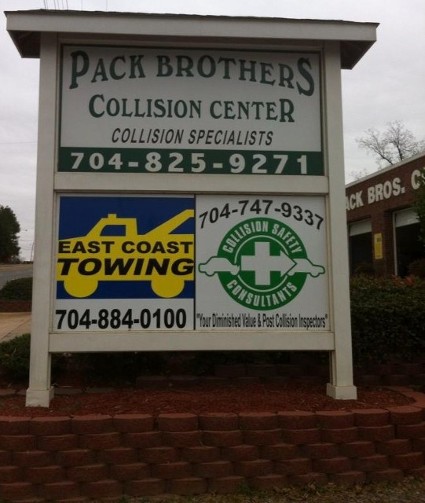 PACK BROTHERS
COLLISION CENTER
COLLISION SPECIALISTS
704-825-9271
EAST COAST
TOWING
704-884-0100
704-747-9337
COLLISION SAFETY
CONSULTANTS
"Your Diminished Value & Post Collision Inspectors"
ACK BROS. C